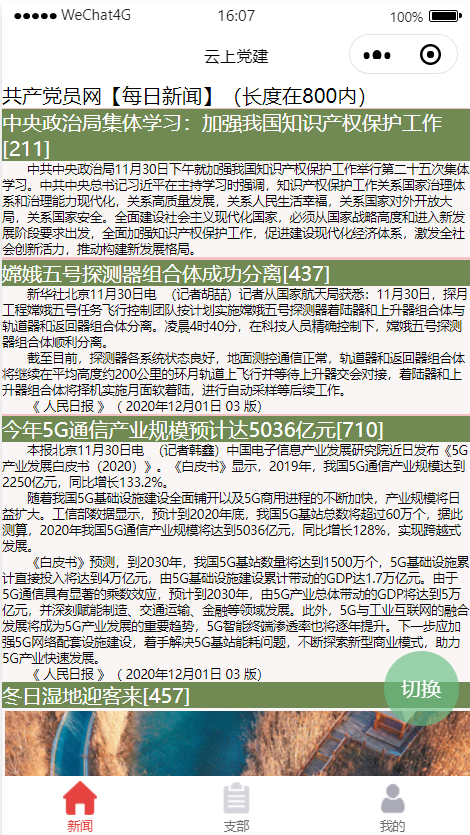 WeChat4G 16:07 100%
云上党建
共产党员网【每日新闻】（长度在800内）
中央政治局集体学习：加强我国知识产权保护工作
[211]
中共中央政治局11月30日下午就加强我国知识产权保护工作举行第二十五次集体
学习。中共中央总书记习近平在主持学习时强调，知识产权保护工作关系国家治理体
系和治理能力现代化，关系高质量发展，关系人民生活幸福，关系国家对外开放大
局，关系国家安全。全面建设社会主义现代化国家，必须从国家战略高度和进入新发
展阶段要求出发，全面加强知识产权保护工作，促进建设现代化经济体系，激发全社
会创新活力，推动构建新发展格局。
嫦娥五号探测器组合体成功分离[437]
新华社北京11月30日电　（记者胡喆）记者从国家航天局获悉：11月30日，探月
工程嫦娥五号任务飞行控制团队按计划实施嫦娥五号探测器着陆器和上升器组合体与
轨道器和返回器组合体分离。凌晨4时40分，在科技人员精确控制下，嫦娥五号探测
器组合体顺利分离。
截至目前，探测器各系统状态良好，地面测控通信正常，轨道器和返回器组合体
将继续在平均高度约200公里的环月轨道上飞行并等待上升器交会对接，着陆器和上
升器组合体将择机实施月面软着陆，进行自动采样等后续工作。
《 人民日报 》（ 2020年12月01日 03 版）
今年5G通信产业规模预计达5036亿元[710]
本报北京11月30日电　（记者韩鑫）中国电子信息产业发展研究院近日发布《5G
产业发展白皮书（2020）》。《白皮书》显示，2019年，我国5G通信产业规模达到
2250亿元，同比增长133.2%。
随着我国5G基础设施建设全面铺开以及5G商用进程的不断加快，产业规模将日
益扩大。工信部数据显示，预计到2020年底，我国5G基站总数将超过60万个，据此
测算，2020年我国5G通信产业规模将达到5036亿元，同比增长128%，实现跨越式
发展。
《白皮书》预测，到2030年，我国5G基站数量将达到1500万个，5G基础设施累
计直接投入将达到4万亿元，由5G基础设施建设累计带动的GDP达1.7万亿元。由于
5G通信具有显著的乘数效应，预计到2030年，由5G产业总体带动的GDP将达到5万
亿元，并深刻赋能制造、交通运输、金融等领域发展。此外，5G与工业互联网的融合
发展将成为5G产业发展的重要趋势，5G智能终端渗透率也将逐年提升。下一步应加
强5G网络配套设施建设，着手解决5G基站能耗问题，不断探索新型商业模式，助力
5G产业快速发展。
《 人民日报 》（ 2020年12月01日 03 版）
冬日湿地迎客来[457]
切换
新闻 支部 我的